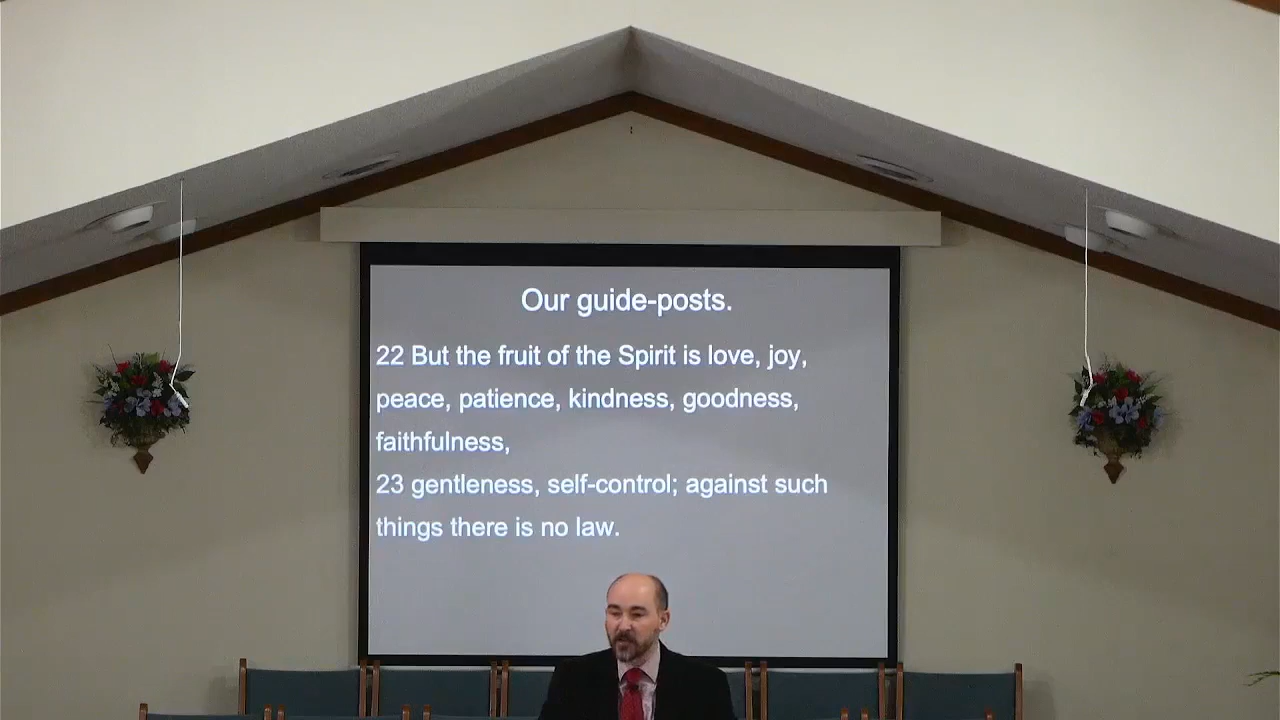 Our guide-posts.
22 But the fruit of the Spirit is love, joy,
peace, patience, kindness, goodness,
faithfulness,
23 gentleness, self-control; against such
things there is no law.